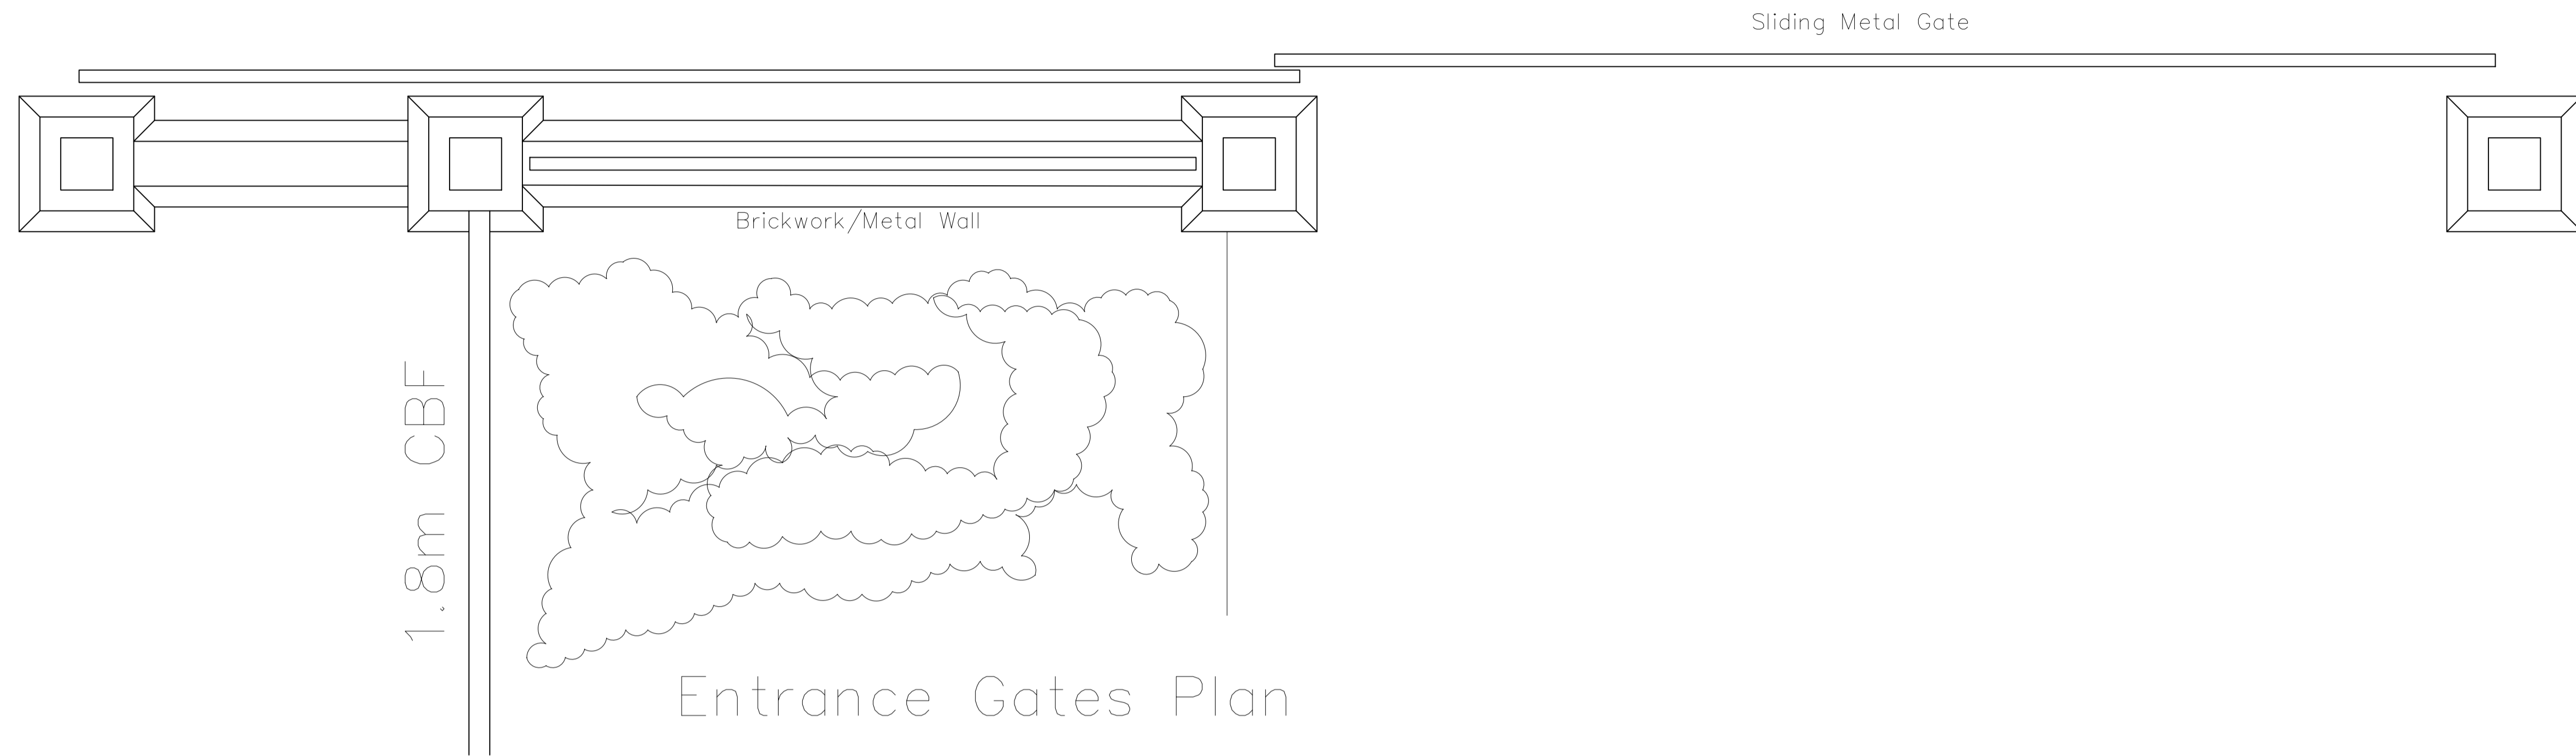 Sliding Metal Gate
Brickwork/Metal Wall
1.8m CBF
Entrance Gates Plan